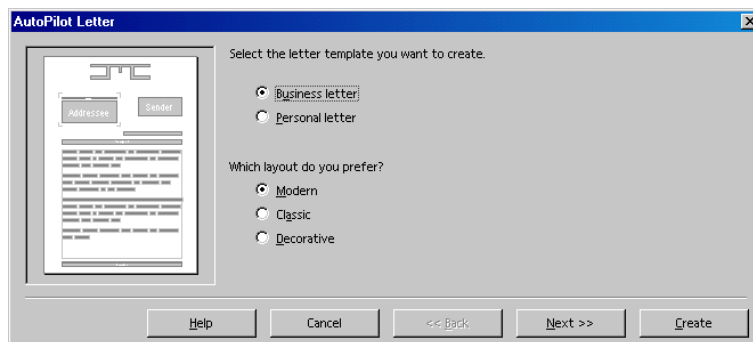 AutoPilot Letter
Select the letter template you want to create.
Business letter
Personal letter
Addressee
Sender
Which layout do you prefer?
Modern
Classic
Decorative
Help
Cancel
<< Back
Next >>
Create